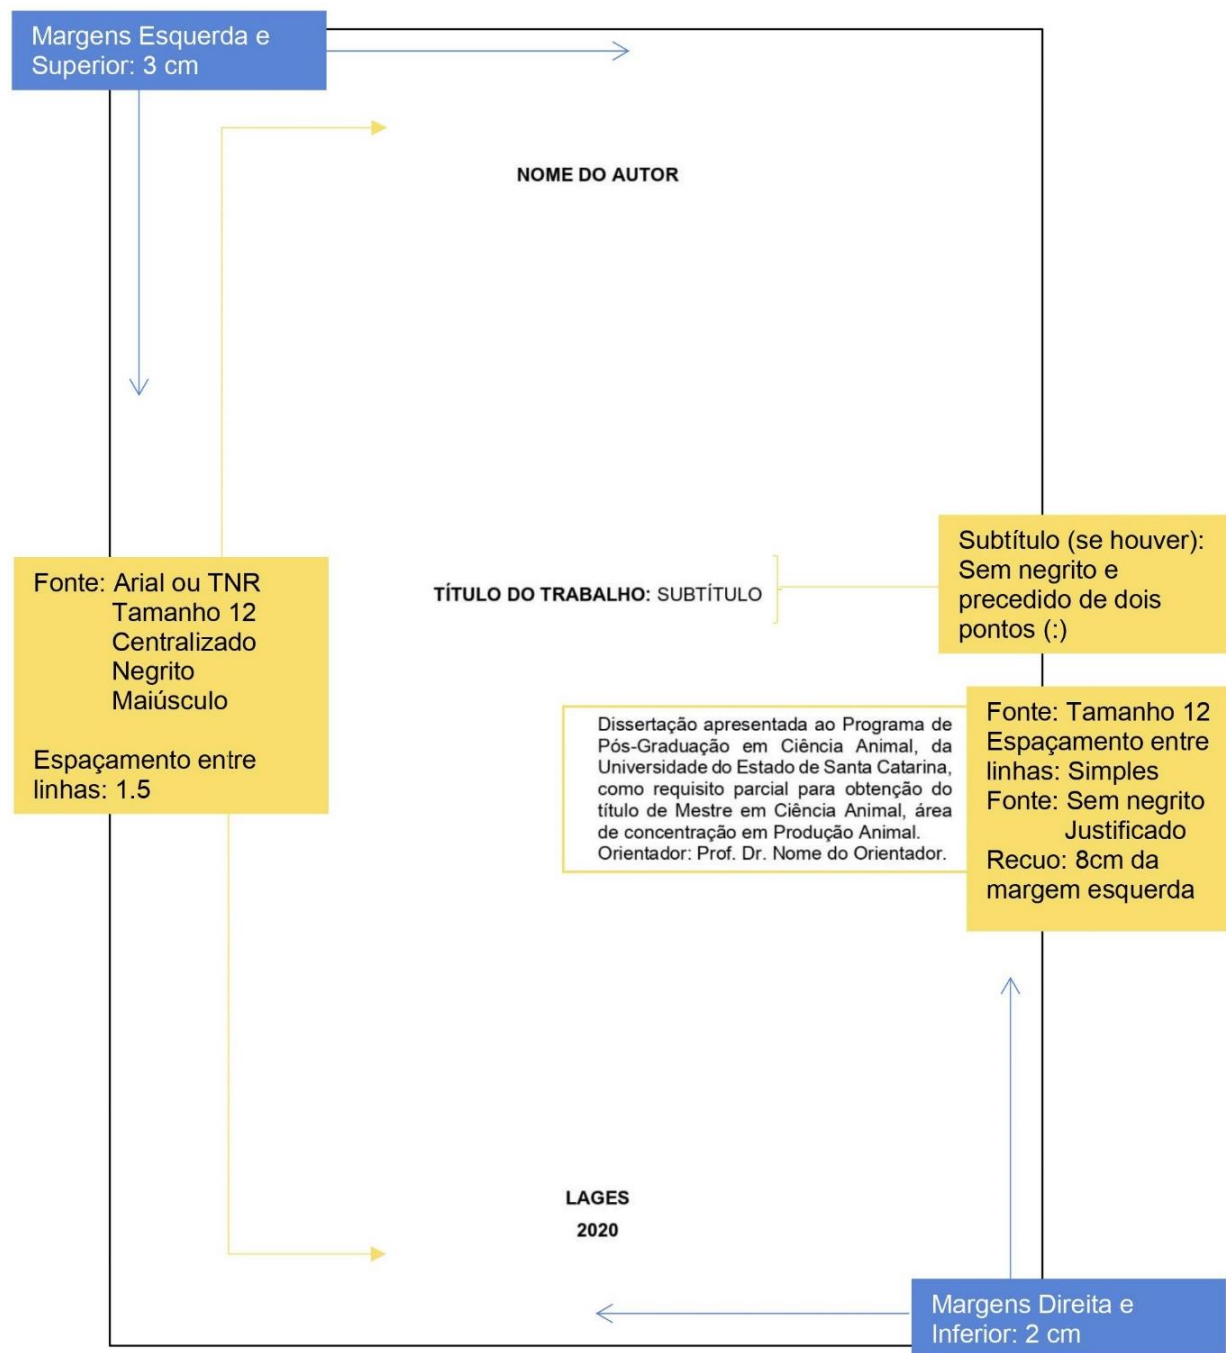 Margens Esquerda e
Superior: 3 cm
NOME DO AUTOR
Fonte: Arial ou TNR
Tamanho 12
Centralizado
Negrito
Maiúsculo
Espaçamento entre
linhas: 1.5
TÍTULO DO TRABALHO: SUBTÍTULO
Subtítulo (se houver):
Sem negrito e
precedido de dois
pontos (:)
Dissertação apresentada ao Programa de
Pós-Graduação em Ciência Animal, da
Universidade do Estado de Santa Catarina,
como requisito parcial para obtenção do
título de Mestre em Ciência Animal, área
de concentração em Produção Animal.
Orientador: Prof. Dr. Nome do Orientador.
Fonte: Tamanho 12
Espaçamento entre
linhas: Simples
Fonte: Sem negrito
Justificado
Recuo: 8cm da
margem esquerda
LAGES
2020
Margens Direita e
Inferior: 2 cm